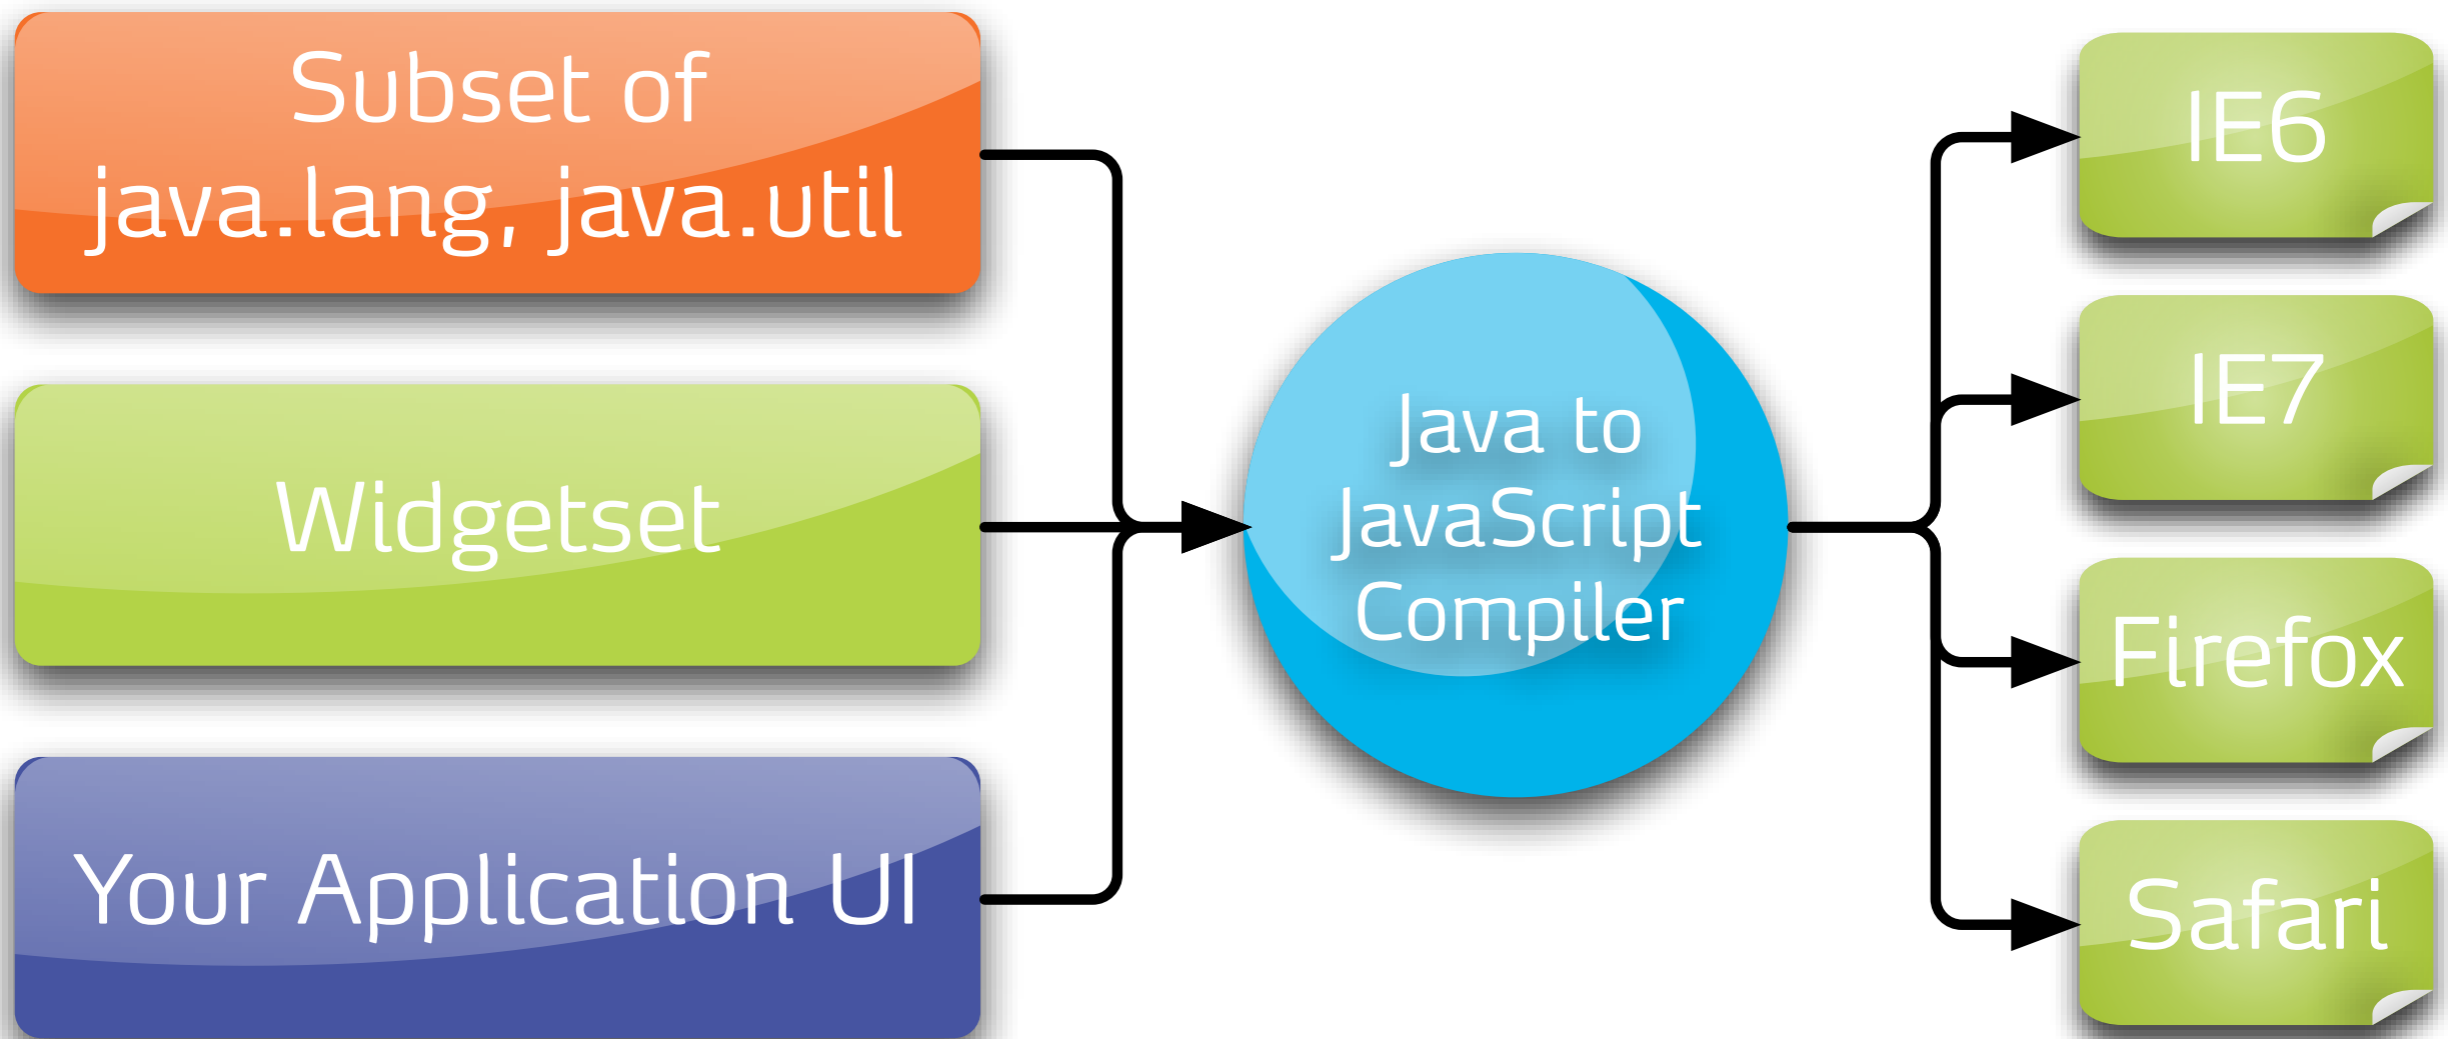 Subset of
java.lang, java.util
Widgetset
Your Application UI
Java to
JavaScript
Compiler
IE6
IE7
Firefox
Safari